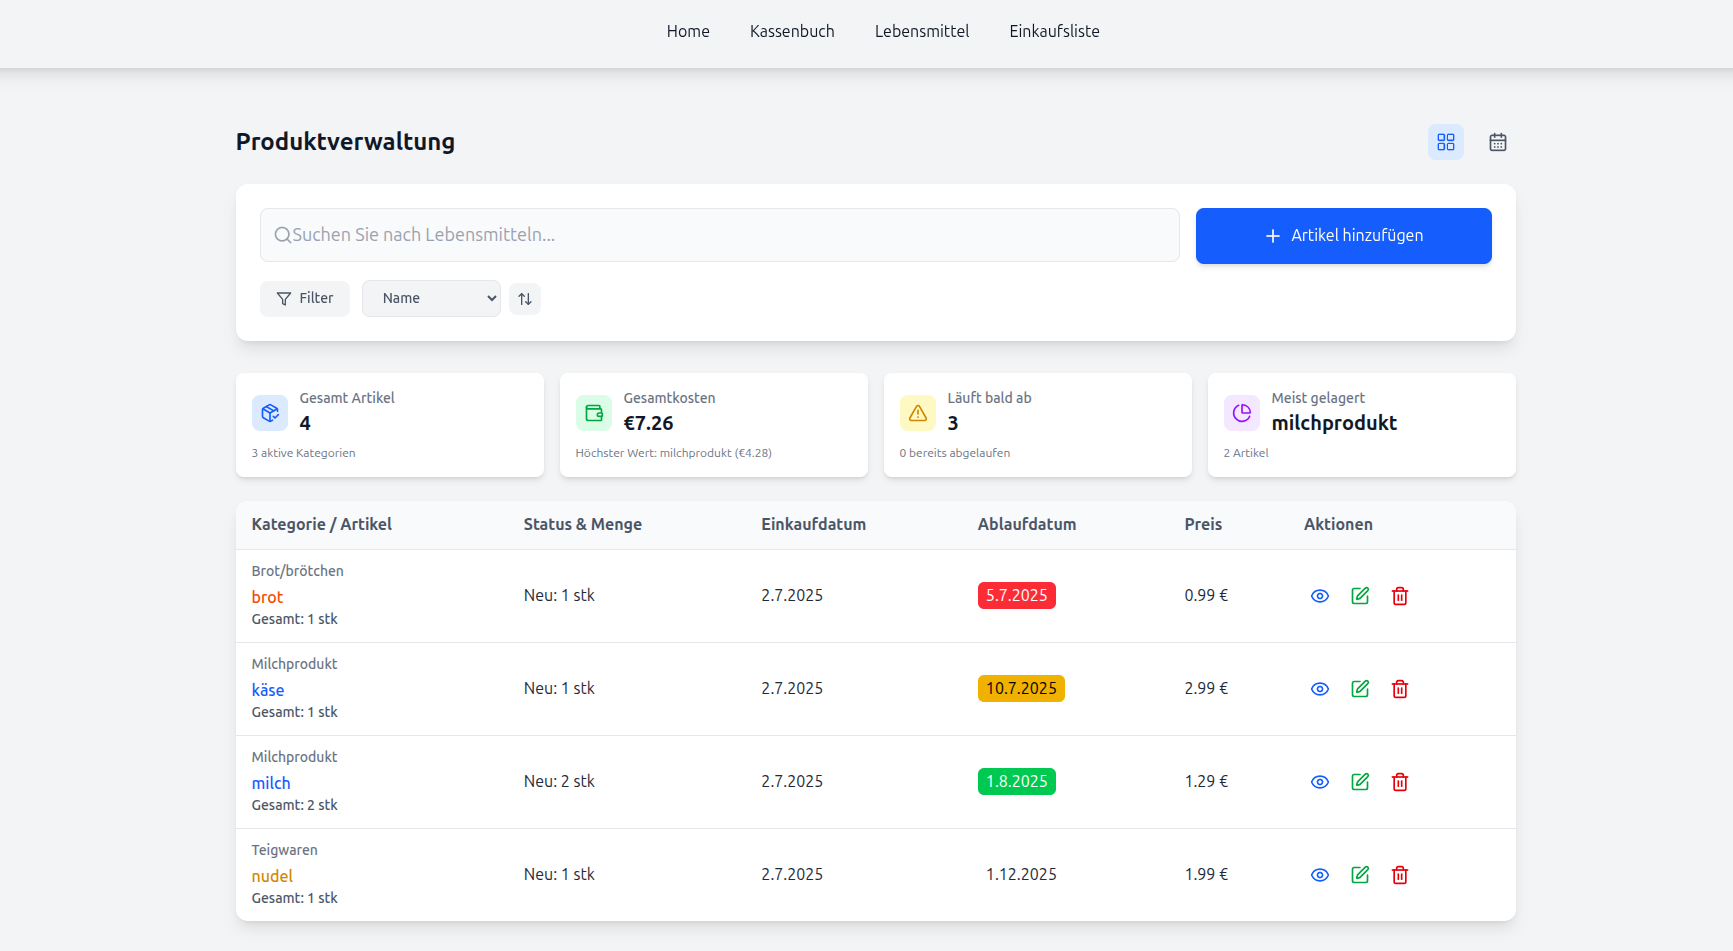 Home Kassenbuch Lebensmittel Einkaufsliste
Produktverwaltung
Suchen Sie nach Lebensmitteln...
Artikel hinzufügen
Filter Name
Gesamt Artikel
4
3 aktive Kategorien
Gesamtkosten
€7.26
Höchster Wert: milchprodukt (€4.28)
Läuft bald ab
3
0 bereits abgelaufen
Meist gelagert
milchprodukt
2 Artikel
Kategorie / Artikel Status & Menge Einkaufdatum Ablaufdatum Preis Aktionen
Brot/brötchen
brot
Gesamt: 1 stk
Neu: 1 stk 2.7.2025 5.7.2025 0.99 €
Milchprodukt
käse
Gesamt: 1 stk
Neu: 1 stk 2.7.2025 10.7.2025 2.99 €
Milchprodukt
milch
Gesamt: 2 stk
Neu: 2 stk 2.7.2025 1.8.2025 1.29 €
Teigwaren
nudel
Gesamt: 1 stk
Neu: 1 stk 2.7.2025 1.12.2025 1.99 €